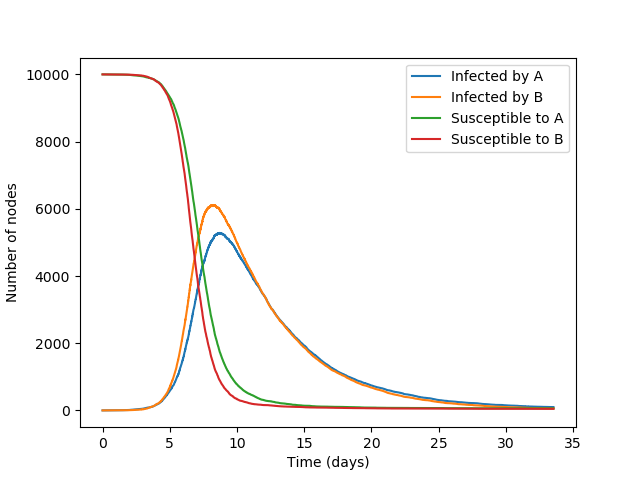 10000
8000
6000
4000
2000
0
Number of nodes
Infected by A
Infected by B
Susceptible to A
Susceptible to B
0 5 10 15 20 25 30 35
Time (days)